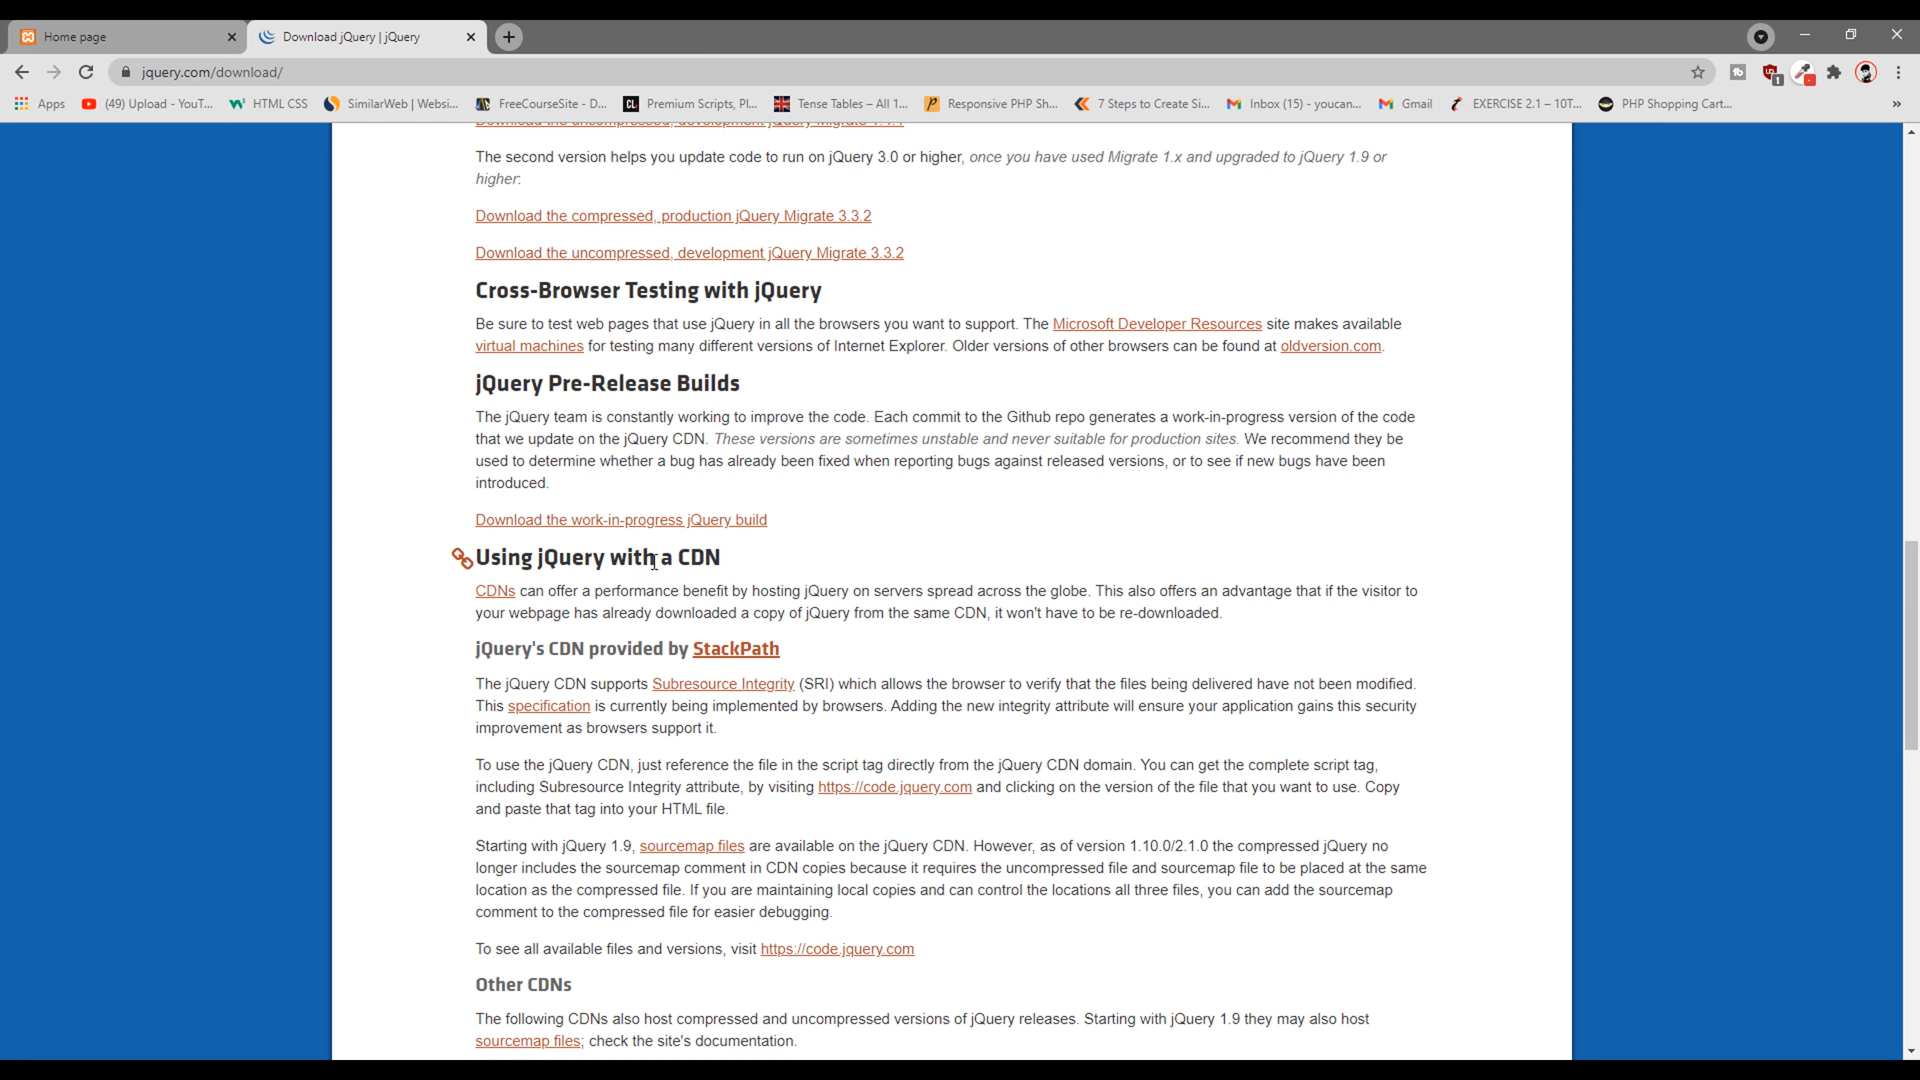 Home page
Download jQuery | jQuery
jquery.com/download/
1
Apps
(49) Upload - YouT...
HTML CSS
SimilarWeb | Websi...
FreeCourseSite - D...
CL
Premium Scripts, Pl...
Tense Tables – All 1...
Responsive PHP Sh...
7 Steps to Create Si...
Inbox (15) - youcan...
Gmail
EXERCISE 2.1 – 10T...
PHP Shopping Cart...
Download the uncompressed, development jQuery Migrate 1.4.1
The second version helps you update code to run on jQuery 3.0 or higher, once you have used Migrate 1.x and upgraded to jQuery 1.9 or
higher:
Download the compressed, production jQuery Migrate 3.3.2
Download the uncompressed, development jQuery Migrate 3.3.2
Cross-Browser Testing with jQuery
Be sure to test web pages that use jQuery in all the browsers you want to support. The Microsoft Developer Resources site makes available
virtual machines for testing many different versions of Internet Explorer. Older versions of other browsers can be found at oldversion.com.
jQuery Pre-Release Builds
The jQuery team is constantly working to improve the code. Each commit to the Github repo generates a work-in-progress version of the code
that we update on the jQuery CDN. These versions are sometimes unstable and never suitable for production sites. We recommend they be
used to determine whether a bug has already been fixed when reporting bugs against released versions, or to see if new bugs have been
introduced.
Download the work-in-progress jQuery build
Using jQuery with a CDN
CDNs can offer a performance benefit by hosting jQuery on servers spread across the globe. This also offers an advantage that if the visitor to
your webpage has already downloaded a copy of jQuery from the same CDN, it won't have to be re-downloaded.
jQuery's CDN provided by StackPath
The jQuery CDN supports Subresource Integrity (SRI) which allows the browser to verify that the files being delivered have not been modified.
This specification is currently being implemented by browsers. Adding the new integrity attribute will ensure your application gains this security
improvement as browsers support it.
To use the jQuery CDN, just reference the file in the script tag directly from the jQuery CDN domain. You can get the complete script tag,
including Subresource Integrity attribute, by visiting https://code.jquery.com and clicking on the version of the file that you want to use. Copy
and paste that tag into your HTML file.
Starting with jQuery 1.9, sourcemap files are available on the jQuery CDN. However, as of version 1.10.0/2.1.0 the compressed jQuery no
longer includes the sourcemap comment in CDN copies because it requires the uncompressed file and sourcemap file to be placed at the same
location as the compressed file. If you are maintaining local copies and can control the locations all three files, you can add the sourcemap
comment to the compressed file for easier debugging.
To see all available files and versions, visit https://code.jquery.com
Other CDNs
The following CDNs also host compressed and uncompressed versions of jQuery releases. Starting with jQuery 1.9 they may also host
sourcemap files; check the site's documentation.